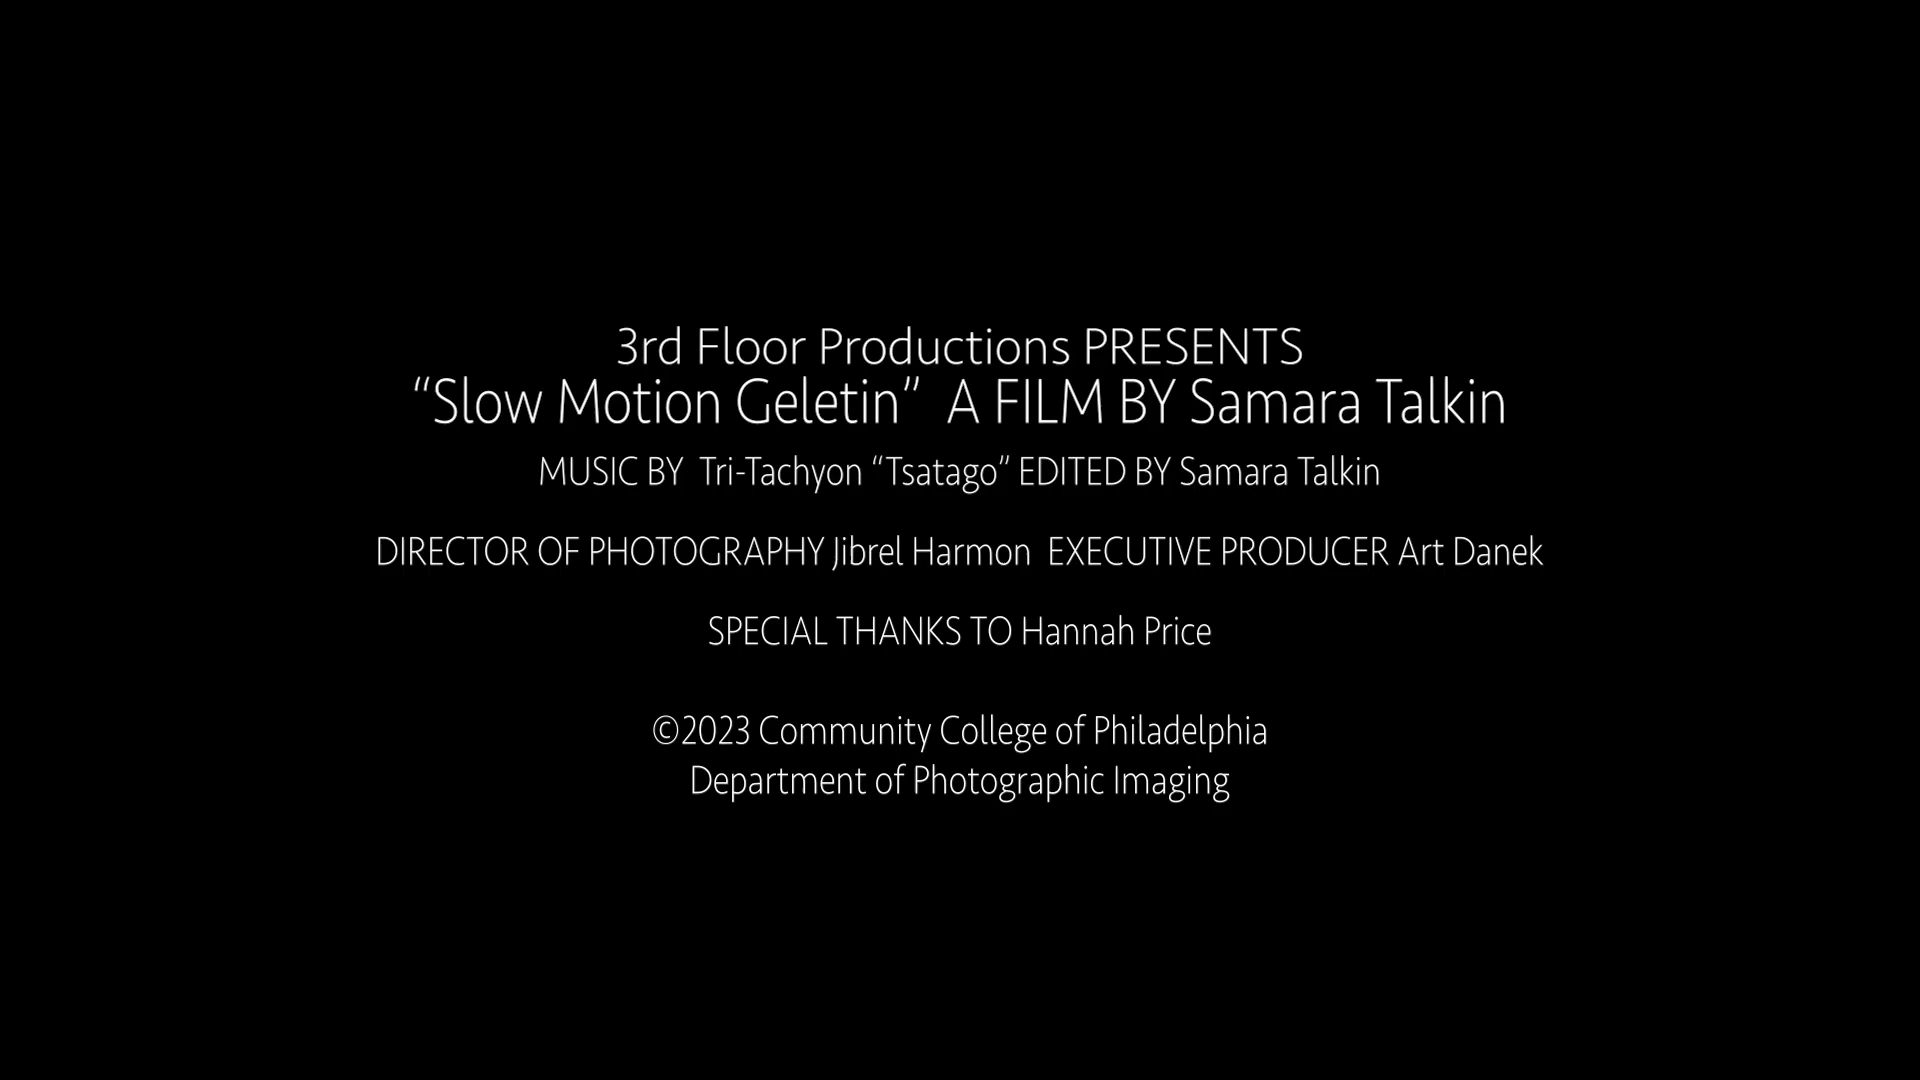 3rd Floor Productions PRESENTS
“Slow Motion Geletin”  A FILM BY Samara Talkin
MUSIC BY  Tri-Tachyon “Tsatago” EDITED BY Samara Talkin
DIRECTOR OF PHOTOGRAPHY Jibrel Harmon  EXECUTIVE PRODUCER Art Danek
SPECIAL THANKS TO Hannah Price
©2023 Community College of Philadelphia
Department of Photographic Imaging